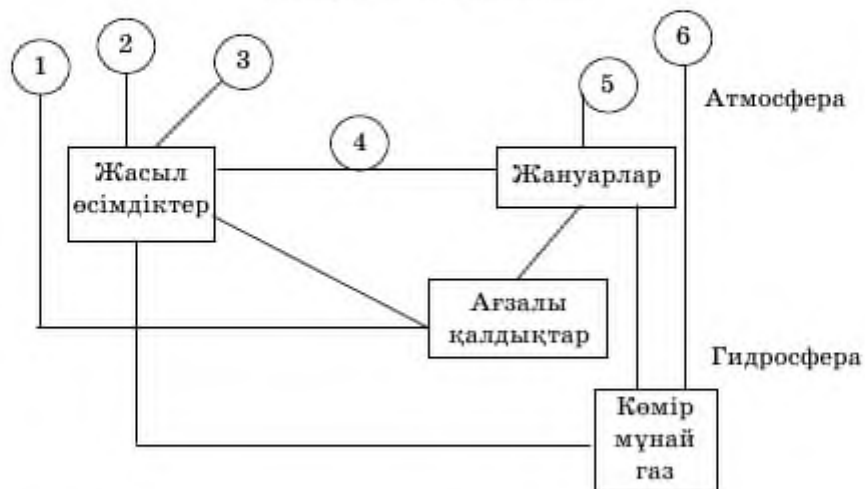 1
2
3
4
5
6
Атмосфера
Жасыл
өсімдіктер
Жануарлар
Ағзалы
қалдықтар
Гидросфера
Көмір
мұнай
газ